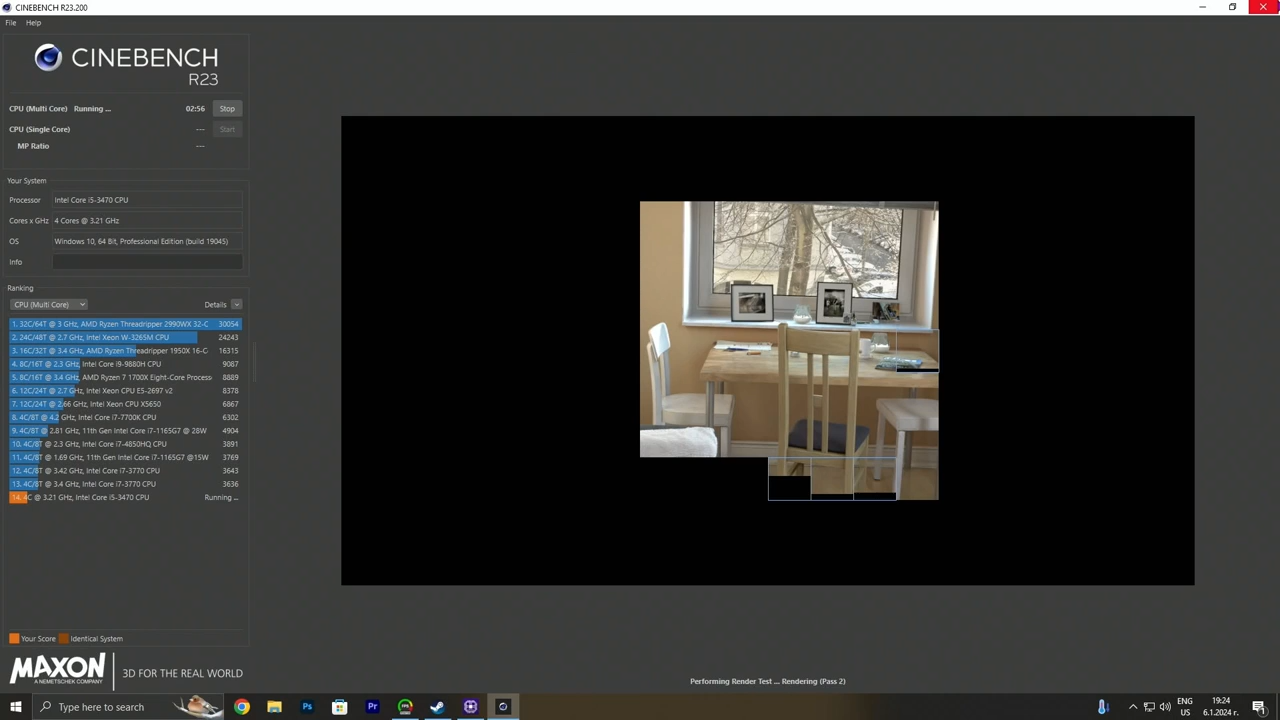 CINEBENCH R23.200
File Help
CINEBENCH
R23
CPU (Multi Core) Running ... 02:56 Stop
CPU (Single Core) --- Start
MP Ratio ---
Your System
Processor Intel Core i5-3470 CPU
Cores x GHz 4 Cores @ 3.21 GHz
OS Windows 10, 64 Bit, Professional Edition (build 19045)
Info
Ranking
CPU (Multi Core) Details
1. 32C/64T @ 3 GHz, AMD Ryzen Threadripper 2990WX 32-C 30054
2. 24C/48T @ 2.7 GHz, Intel Xeon W-3265M CPU 24243
3. 16C/32T @ 3.4 GHz, AMD Ryzen Threadripper 1950X 16-C 16315
4. 8C/16T @ 2.3 GHz, Intel Core i9-9880H CPU 9087
5. 8C/16T @ 3.4 GHz, AMD Ryzen 7 1700X Eight-Core Process 8889
6. 12C/24T @ 2.7 GHz, Intel Xeon CPU E5-2697 v2 8378
7. 12C/24T @ 2.66 GHz, Intel Xeon CPU X5650 6867
8. 4C/8T @ 4.2 GHz, Intel Core i7-7700K CPU 6302
9. 4C/8T @ 2.81 GHz, 11th Gen Intel Core i7-1165G7 @ 28W 4904
10. 4C/8T @ 2.3 GHz, Intel Core i7-4850HQ CPU 3891
11. 4C/8T @ 1.69 GHz, 11th Gen Intel Core i7-1165G7 @15W 3769
12. 4C/8T @ 3.42 GHz, Intel Core i7-3770 CPU 3643
13. 4C/8T @ 3.4 GHz, Intel Core i7-3770 CPU 3636
14. 4C @ 3.21 GHz, Intel Core i5-3470 CPU Running ...
Your Score Identical System
MAXON 3D FOR THE REAL WORLD
A NEMETSCHEK COMPANY
Performing Render Test ... Rendering (Pass 2)
Type here to search
Ps
Pr
ENG 19:24
US 6.1.2024 г.
1